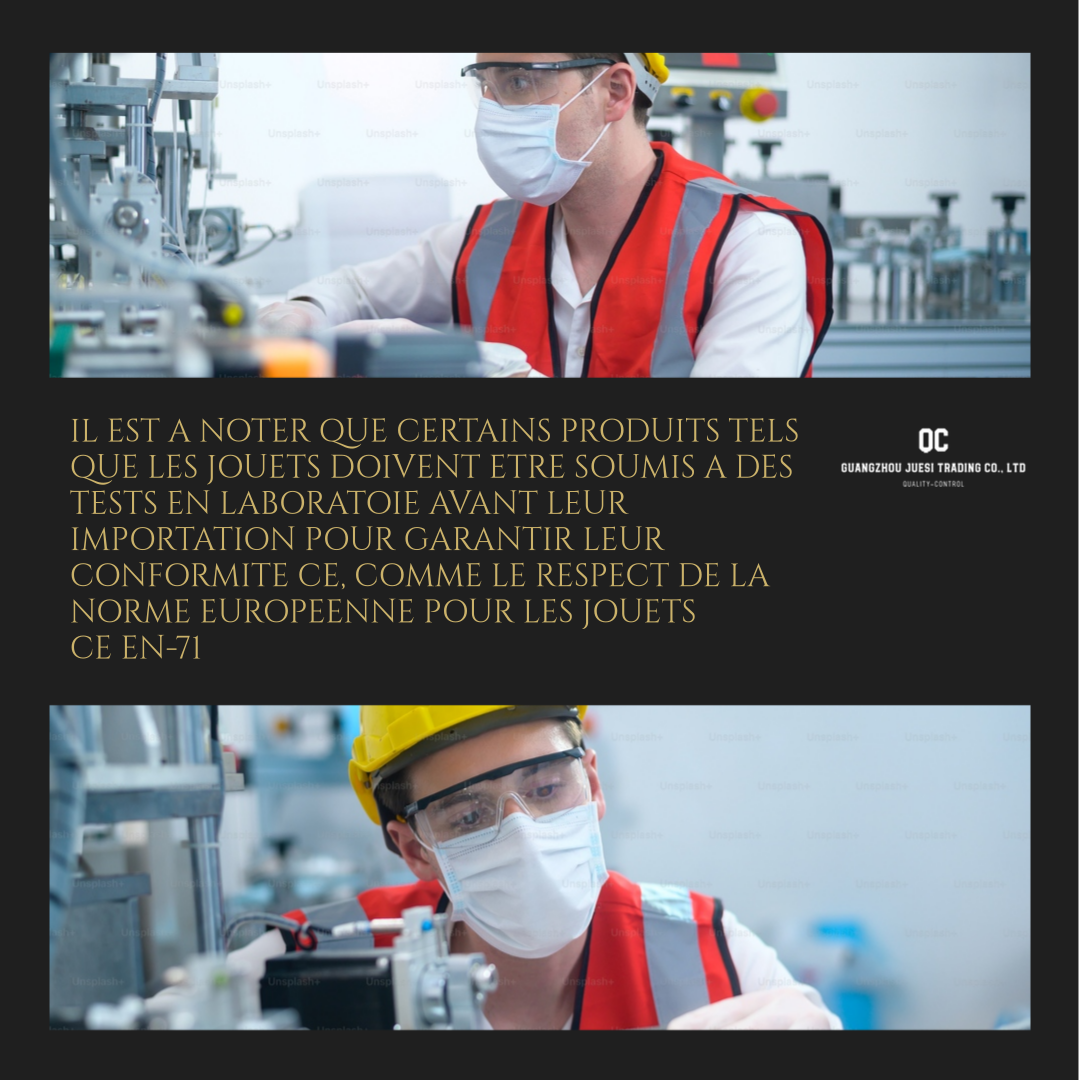 IL EST A NOTER QUE CERTAINS PRODUITS TELS
QUE LES JOUETS DOIVENT ETRE SOUMIS A DES
TESTS EN LABORATOIE AVANT LEUR
IMPORTATION POUR GARANTIR LEUR
CONFORMITE CE, COMME LE RESPECT DE LA
NORME EUROPEENNE POUR LES JOUETS
CE EN-71
QC
GUANGZHOU JUESI TRADING CO., LTD
QUALITY-CONTROL
Unsplash+